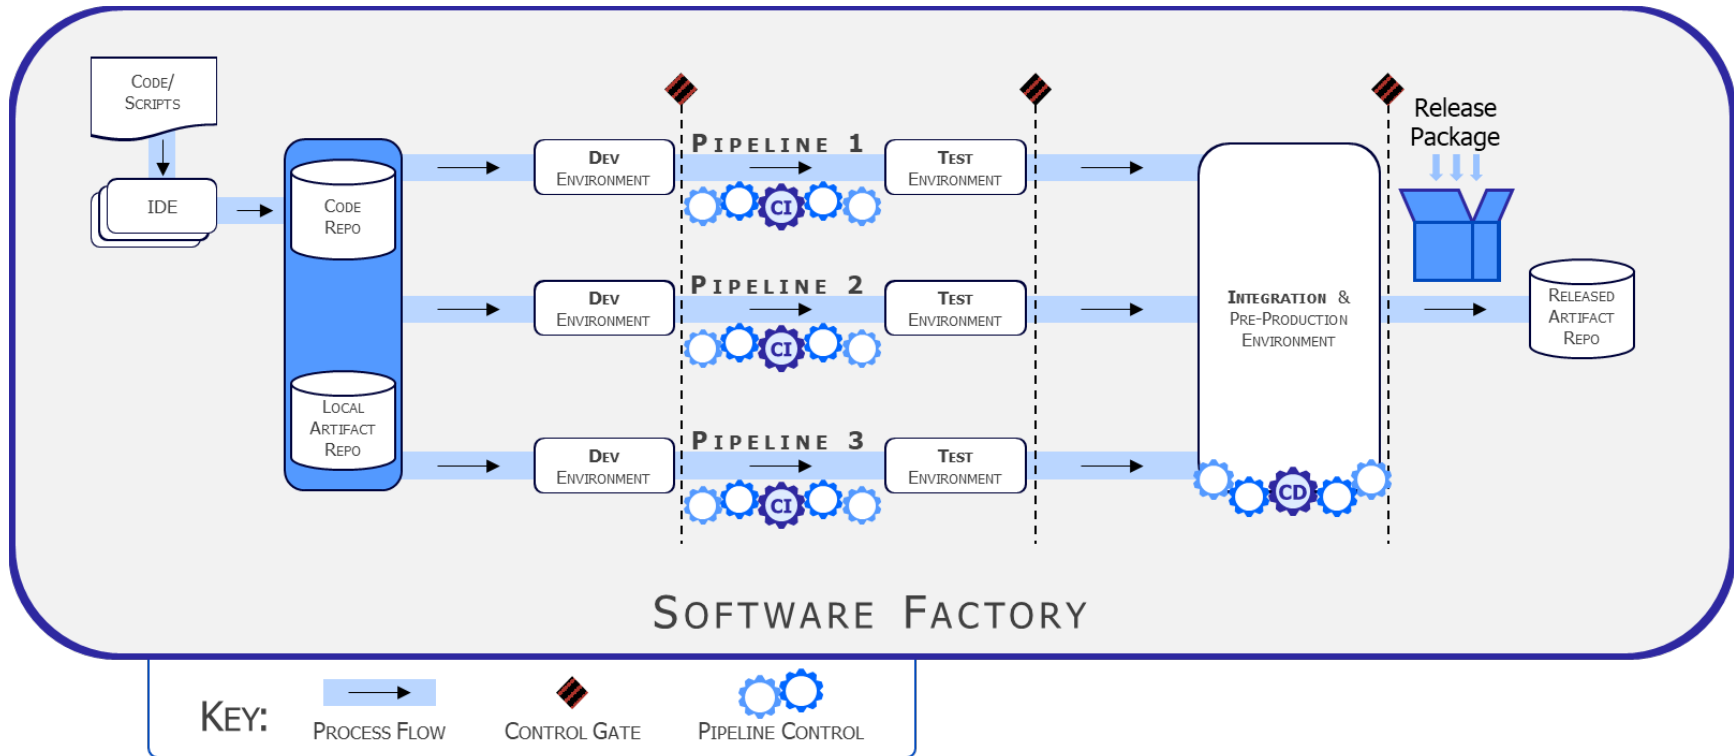 Code/
Scripts
IDE
Code
Repo
Local
Artifact
Repo
Pipeline 1
Dev
Environment
CI
Test
Environment
Pipeline 2
Dev
Environment
CI
Test
Environment
Pipeline 3
Dev
Environment
CI
Test
Environment
Integration &
Pre-Production
Environment
CD
Release
Package
Released
Artifact
Repo
Software Factory
Key:
Process Flow
Control Gate
Pipeline Control